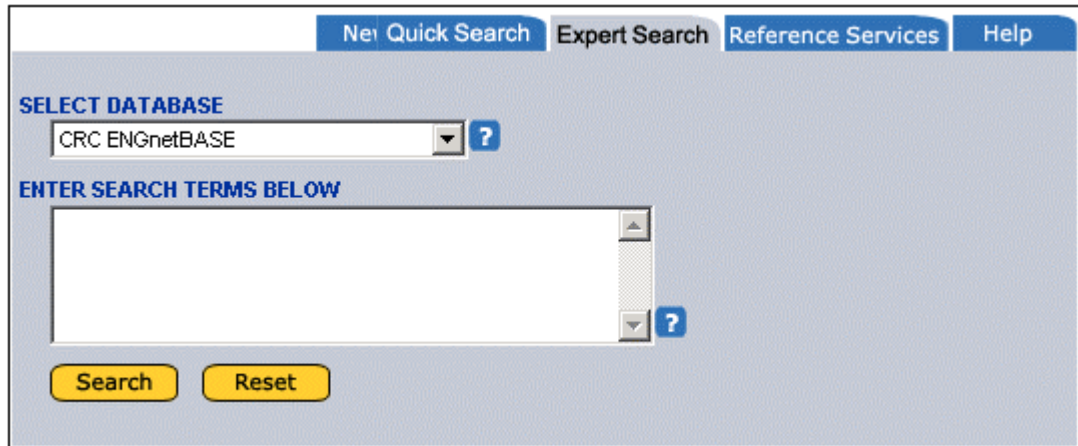 Quick Search Expert Search Reference Services Help
SELECT DATABASE
CRC ENGnetBASE ?
ENTER SEARCH TERMS BELOW
?
Search Reset